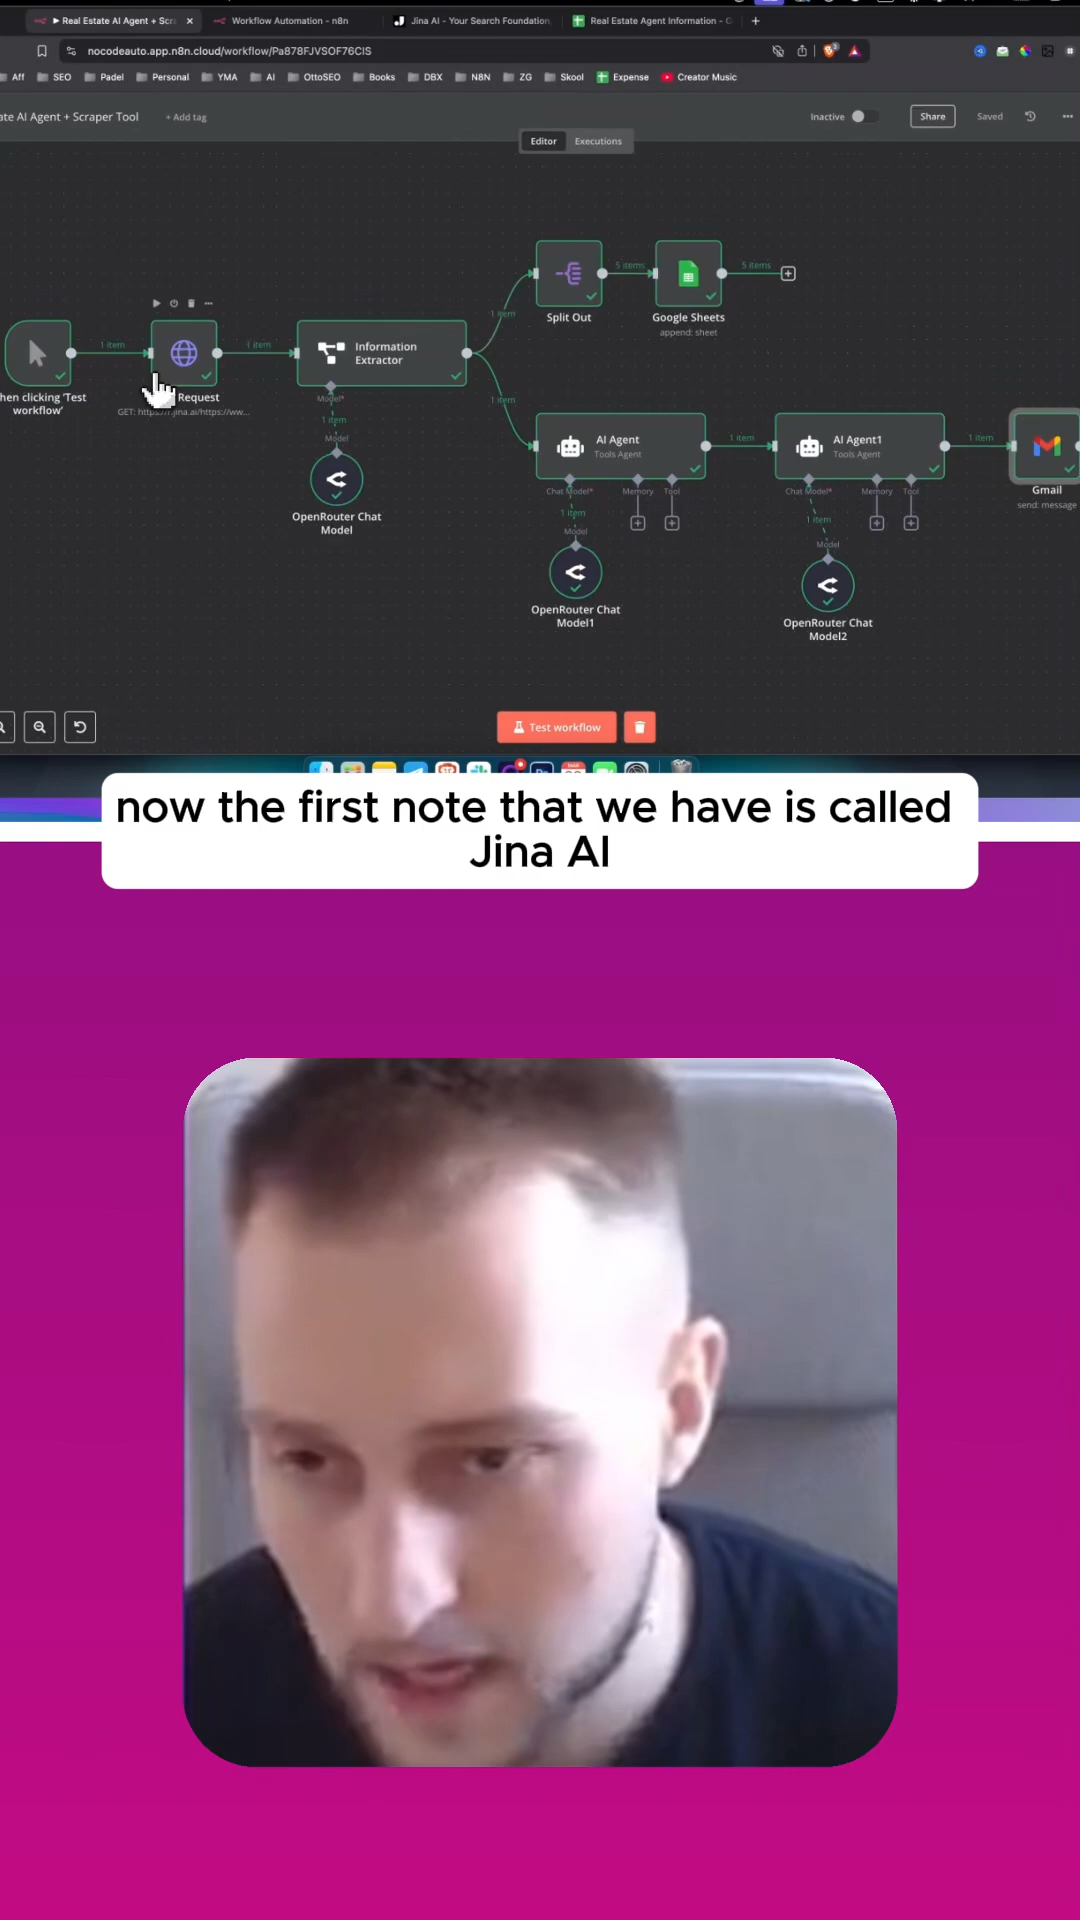 Real Estate AI Agent + Scra
Workflow Automation - n8n
Jina AI - Your Search Foundation
Real Estate Agent Information - G
nocodeauto.app.n8n.cloud/workflow/Pa878FJVSOF76CIS
Aff
SEO
Padel
Personal
YMA
AI
OttoSEO
Books
DBX
N8N
ZG
Skool
Expense
Creator Music
ate AI Agent + Scraper Tool
+ Add tag
Inactive
Share
Saved
Editor
Executions
5 items
5 items
Split Out
Google Sheets
append: sheet
1 item
1 item
1 item
Information
Extractor
hen clicking 'Test
workflow'
Request
Model*
1 item
Model
OpenRouter Chat
Model
1 item
AI Agent
Tools Agent
1 item
AI Agent1
Tools Agent
1 item
Gmail
send: message
Chat Model*
Memory
Tool
Chat Model*
Memory
Tool
1 item
Model
OpenRouter Chat
Model1
1 item
Model
OpenRouter Chat
Model2
Test workflow
now the first note that we have is called
Jina AI